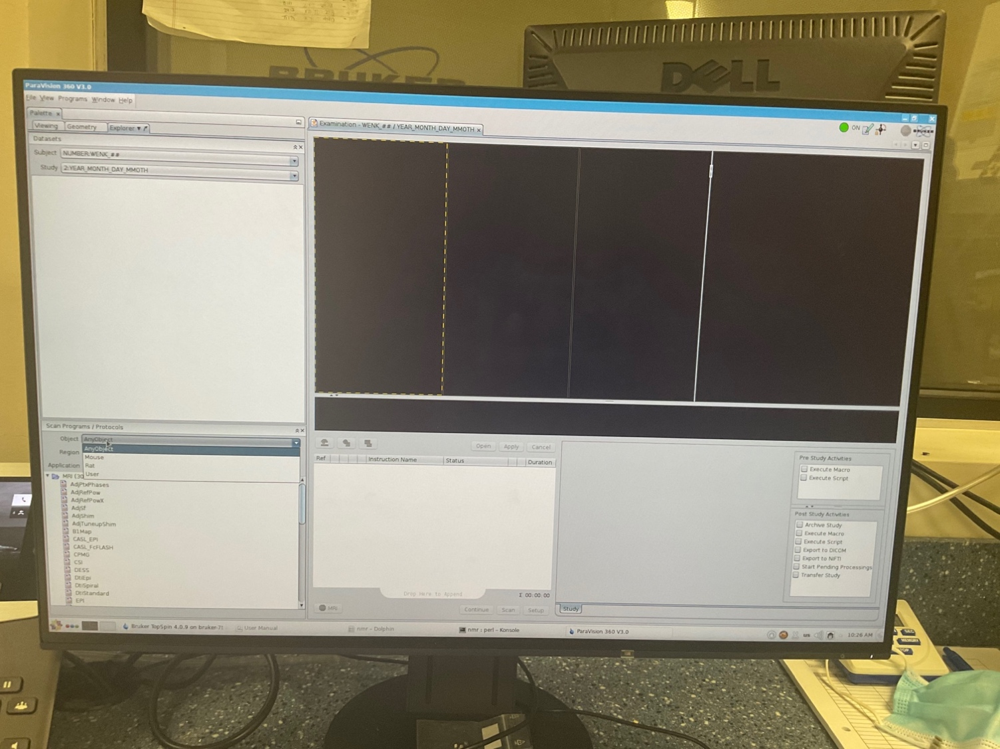 BRUKER
DELL
ParaVision 360 V3.0
File View Programs Window Help
Palette
Viewing Geometry Explorer
Datasets
Subject NUMBER:WENK_##
Study 2:YEAR_MONTH_DAY_MMOTH
Examination - WENK_## / YEAR_MONTH_DAY_MMOTH
ON
BRUKER
Scan Programs / Protocols
Object AnyObject
AnyObject
Region
Mouse
Application Rat
User
MRI (30
AdjPtxPhases
AdjRefPow
AdjRefPowX
AdjSf
AdjShim
AdjTuneupShim
B1Map
CASL_EPI
CASL_FcFLASH
CPMG
CSI
DESS
DtiEpi
DtiSpiral
DtiStandard
EPI
Open Apply Cancel
Ref Instruction Name Status Duration
Drop Here to Append
Σ 00:00:00
MRI Continue Scan Setup
Pre Study Activities
Execute Macro
Execute Script
Post Study Activities
Archive Study
Execute Macro
Execute Script
Export to DICOM
Export to NIFTI
Start Pending Processings
Transfer Study
Study
Bruker TopSpin 4.0.9 on bruker-7 User Manual nmr - Dolphin nmr : perl - Konsole ParaVision 360 V3.0 us 10:26 AM
SEC
MEMORY